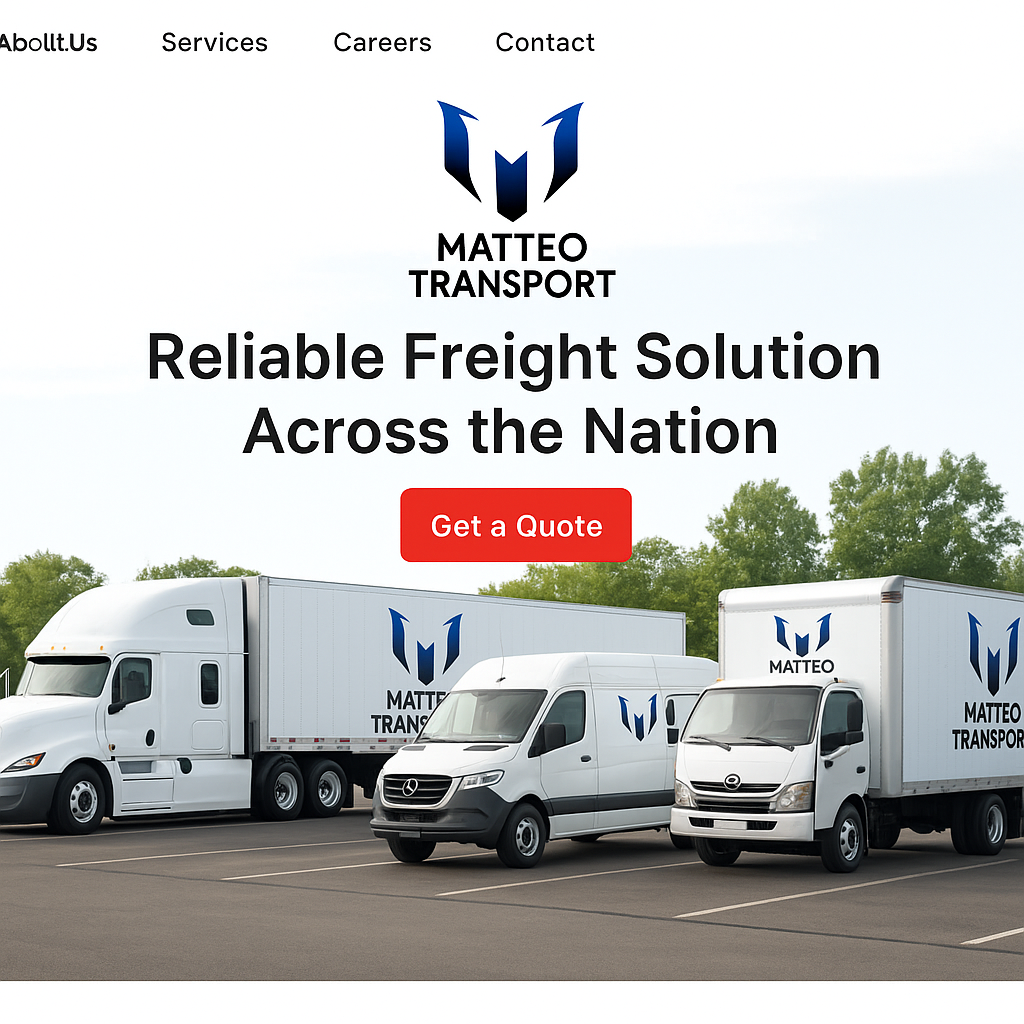 Abollt.Us Services Careers Contact
MATTEO
TRANSPORT
Reliable Freight Solution
Across the Nation
Get a Quote
MATTE
TRANS
MATTEO
MATTEO
TRANSPOR